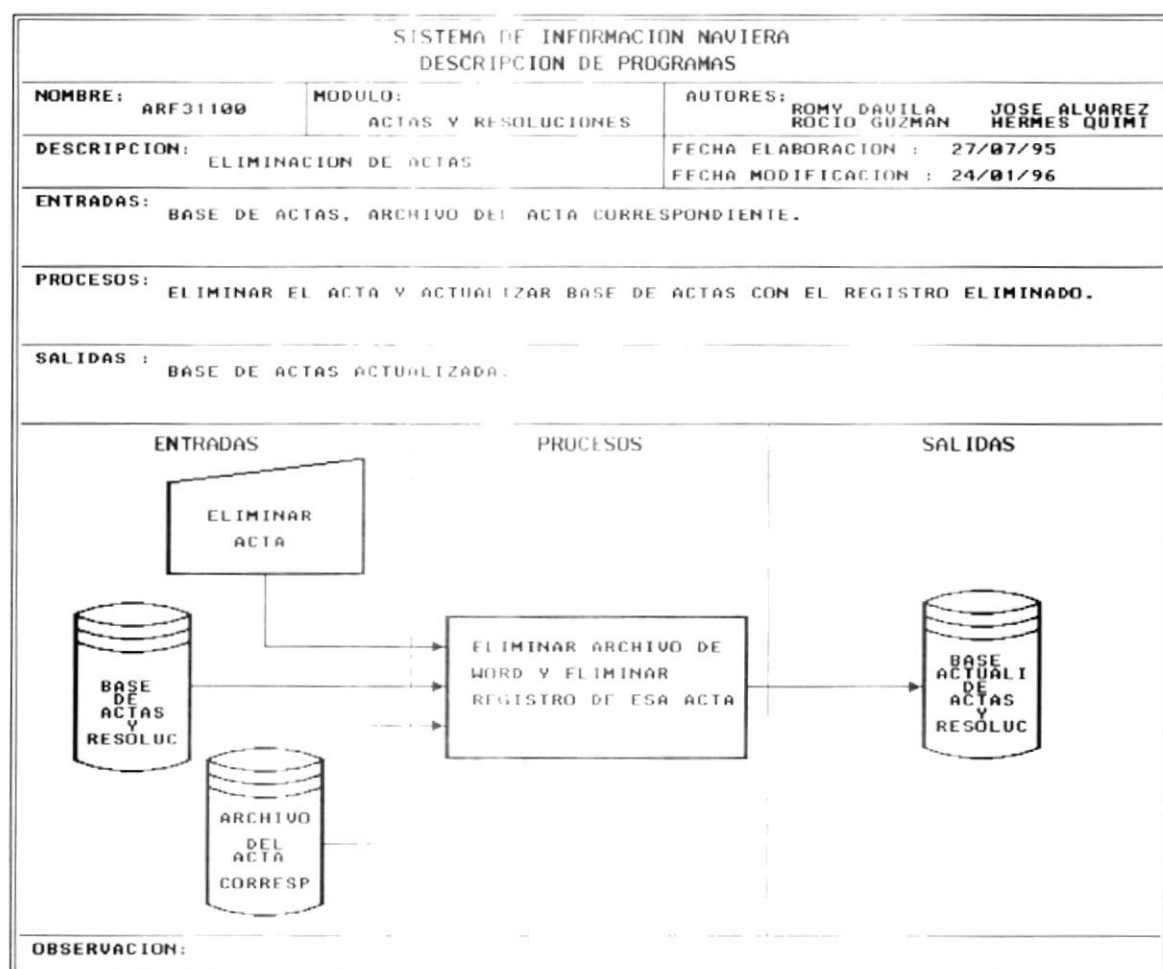 SISTEMA DE INFORMACION NAVIERA
DESCRIPCION DE PROGRAMAS
NOMBRE: ARF31100
MODULO: ACTAS Y RESOLUCIONES
AUTORES: ROMY DAVILA JOSE ALVAREZ
ROCIO GUZMAN HERMES QUIMI
DESCRIPCION: ELIMINACION DE ACTAS
FECHA ELABORACION : 27/07/95
FECHA MODIFICACION : 24/01/96
ENTRADAS:
BASE DE ACTAS, ARCHIVO DEL ACTA CORRESPONDIENTE.
PROCESOS:
ELIMINAR EL ACTA Y ACTUALIZAR BASE DE ACTAS CON EL REGISTRO ELIMINADO.
SALIDAS :
BASE DE ACTAS ACTUALIZADA.
ENTRADAS PROCESOS SALIDAS
ELIMINAR
ACTA
BASE
DE
ACTAS
Y
RESOLUC
ARCHIVO
DEL
ACTA
CORRESP
ELIMINAR ARCHIVO DE
WORD Y ELIMINAR
REGISTRO DE ESA ACTA
BASE
ACTUALI
DE
ACTAS
Y
RESOLUC
OBSERVACION: